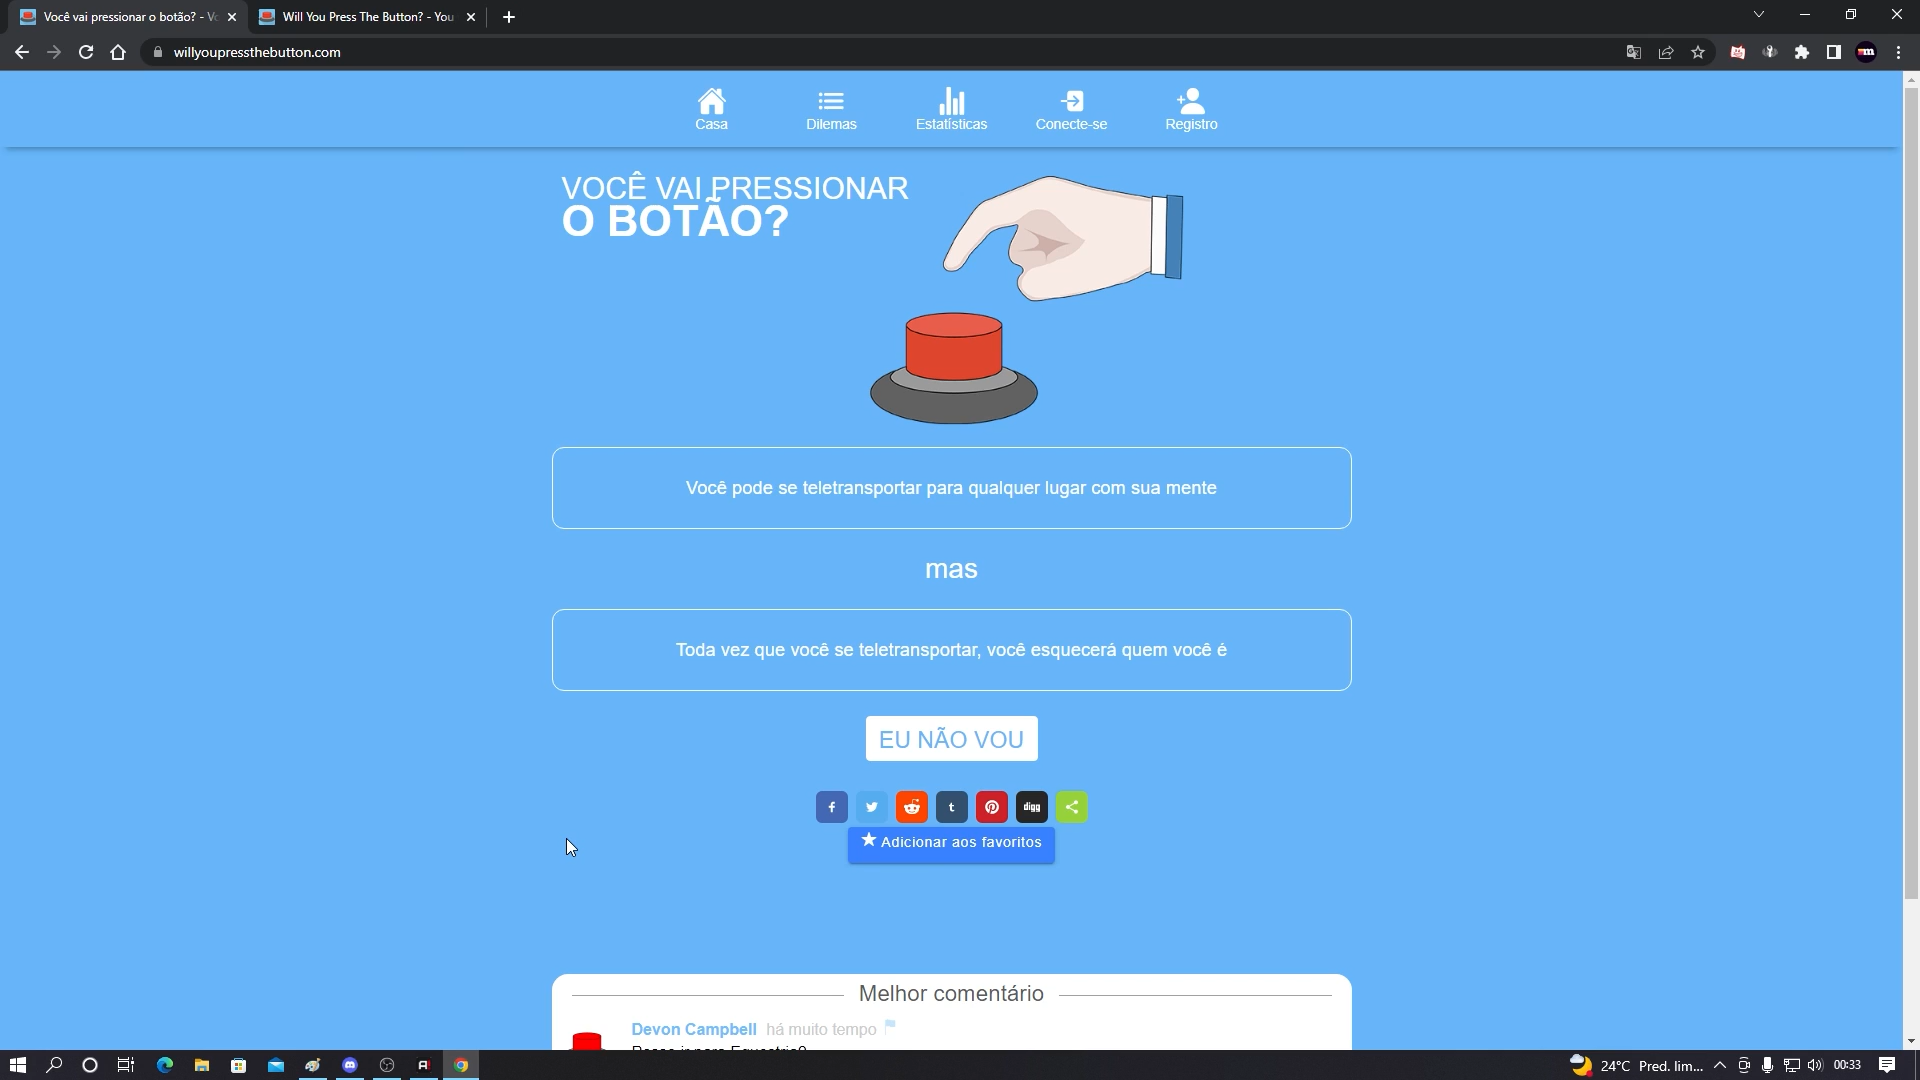 Você vai pressionar o botão? - Vc
Will You Press The Button? - You
willyoupressthebutton.com
Casa
Dilemas
Estatísticas
Conecte-se
Registro
VOCÊ VAI PRESSIONAR
O BOTÃO?
Você pode se teletransportar para qualquer lugar com sua mente
mas
Toda vez que você se teletransportar, você esquecerá quem você é
EU NÃO VOU
f
t
digg
Adicionar aos favoritos
Melhor comentário
Devon Campbell há muito tempo
24°C Pred. lim...
00:33